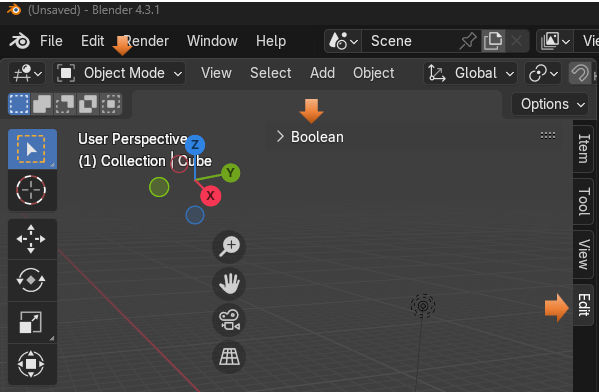 (Unsaved) - Blender 4.3.1
File Edit Render Window Help Scene
Object Mode View Select Add Object Global
Options
User Perspective
(1) Collection | Cube
Boolean
Z
Y
X
Item
Tool
View
Edit